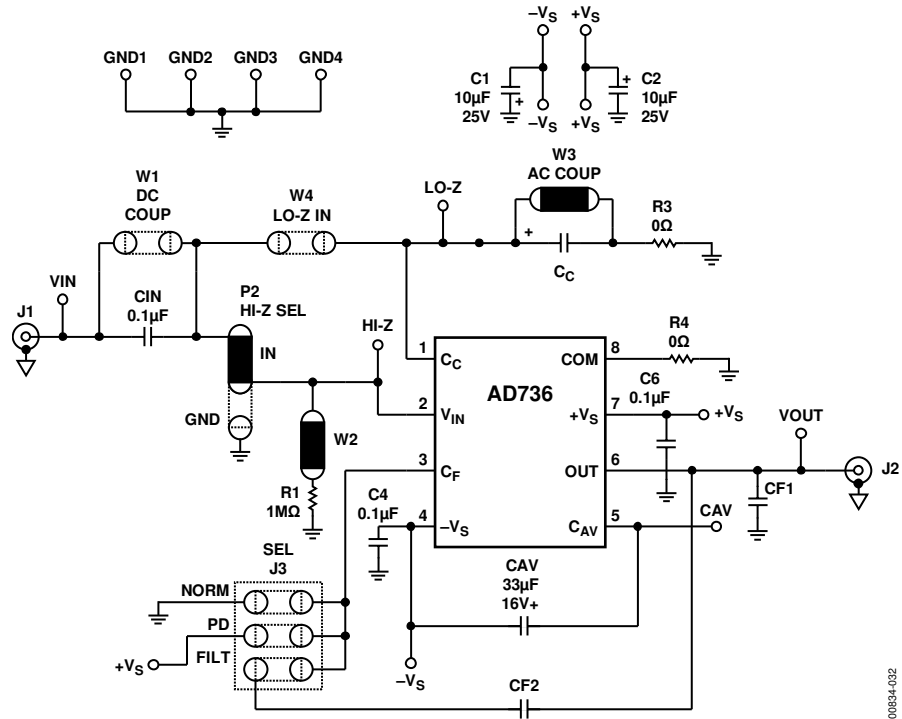 –VS +VS
GND1 GND2 GND3 GND4
C1
10µF
25V
+
+
C2
10µF
25V
–VS +VS
W1
DC
COUP
W4
LO-Z IN
LO-Z
W3
AC COUP
R3
0Ω
+
CC
VIN
J1
CIN
0.1µF
P2
HI-Z SEL
IN
GND
HI-Z
W2
R1
1MΩ
AD736
1 CC
2 VIN
3 CF
4 –VS
8 COM
7 +VS
6 OUT
5 CAV
R4
0Ω
C6
0.1µF
+VS
VOUT
J2
CF1
CAV
C4
0.1µF
CAV
33µF
16V+
SEL
J3
NORM
PD
FILT
+VS
–VS
CF2
00834-032